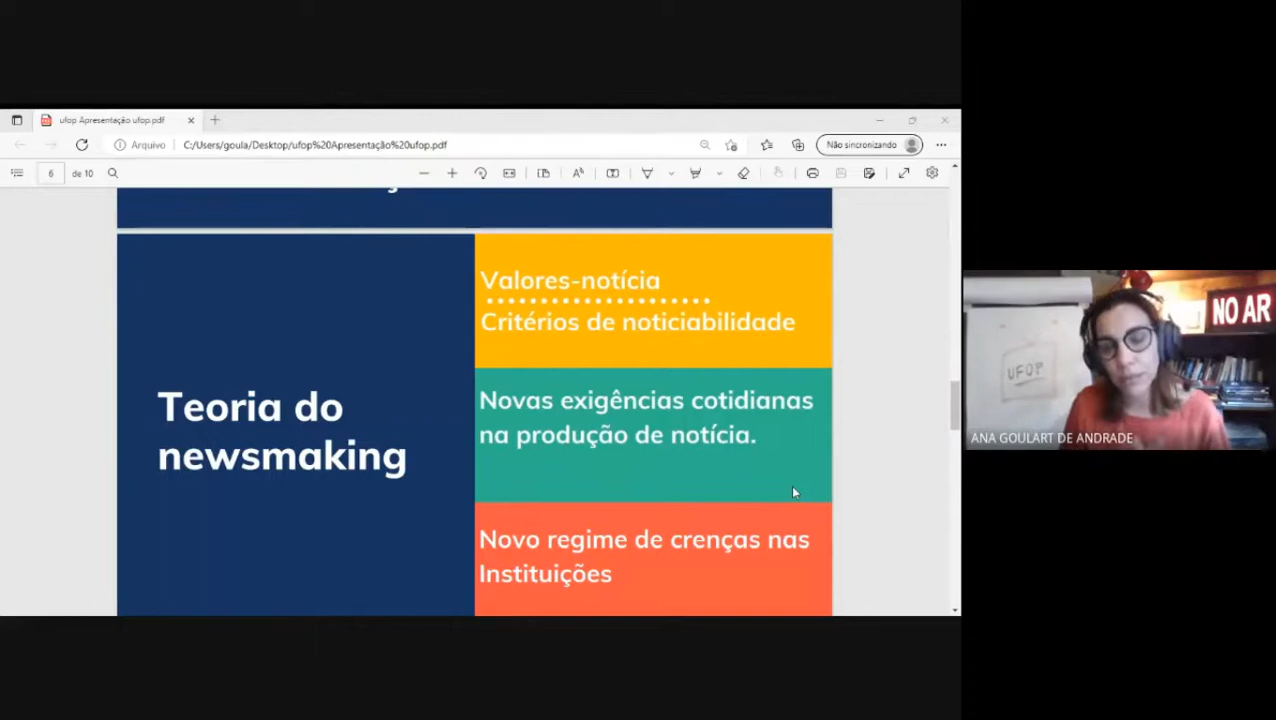 ufop Apresentação ufop.pdf
Arquivo
C:/Users/goula/Desktop/ufop%20Apresentação%20ufop.pdf
Não sincronizando
6 de 10
Valores-notícia
Critérios de noticiabilidade
Teoria do
newsmaking
Novas exigências cotidianas
na produção de notícia.
Novo regime de crenças nas
Instituições
NO AR
UFOP
ANA GOULART DE ANDRADE